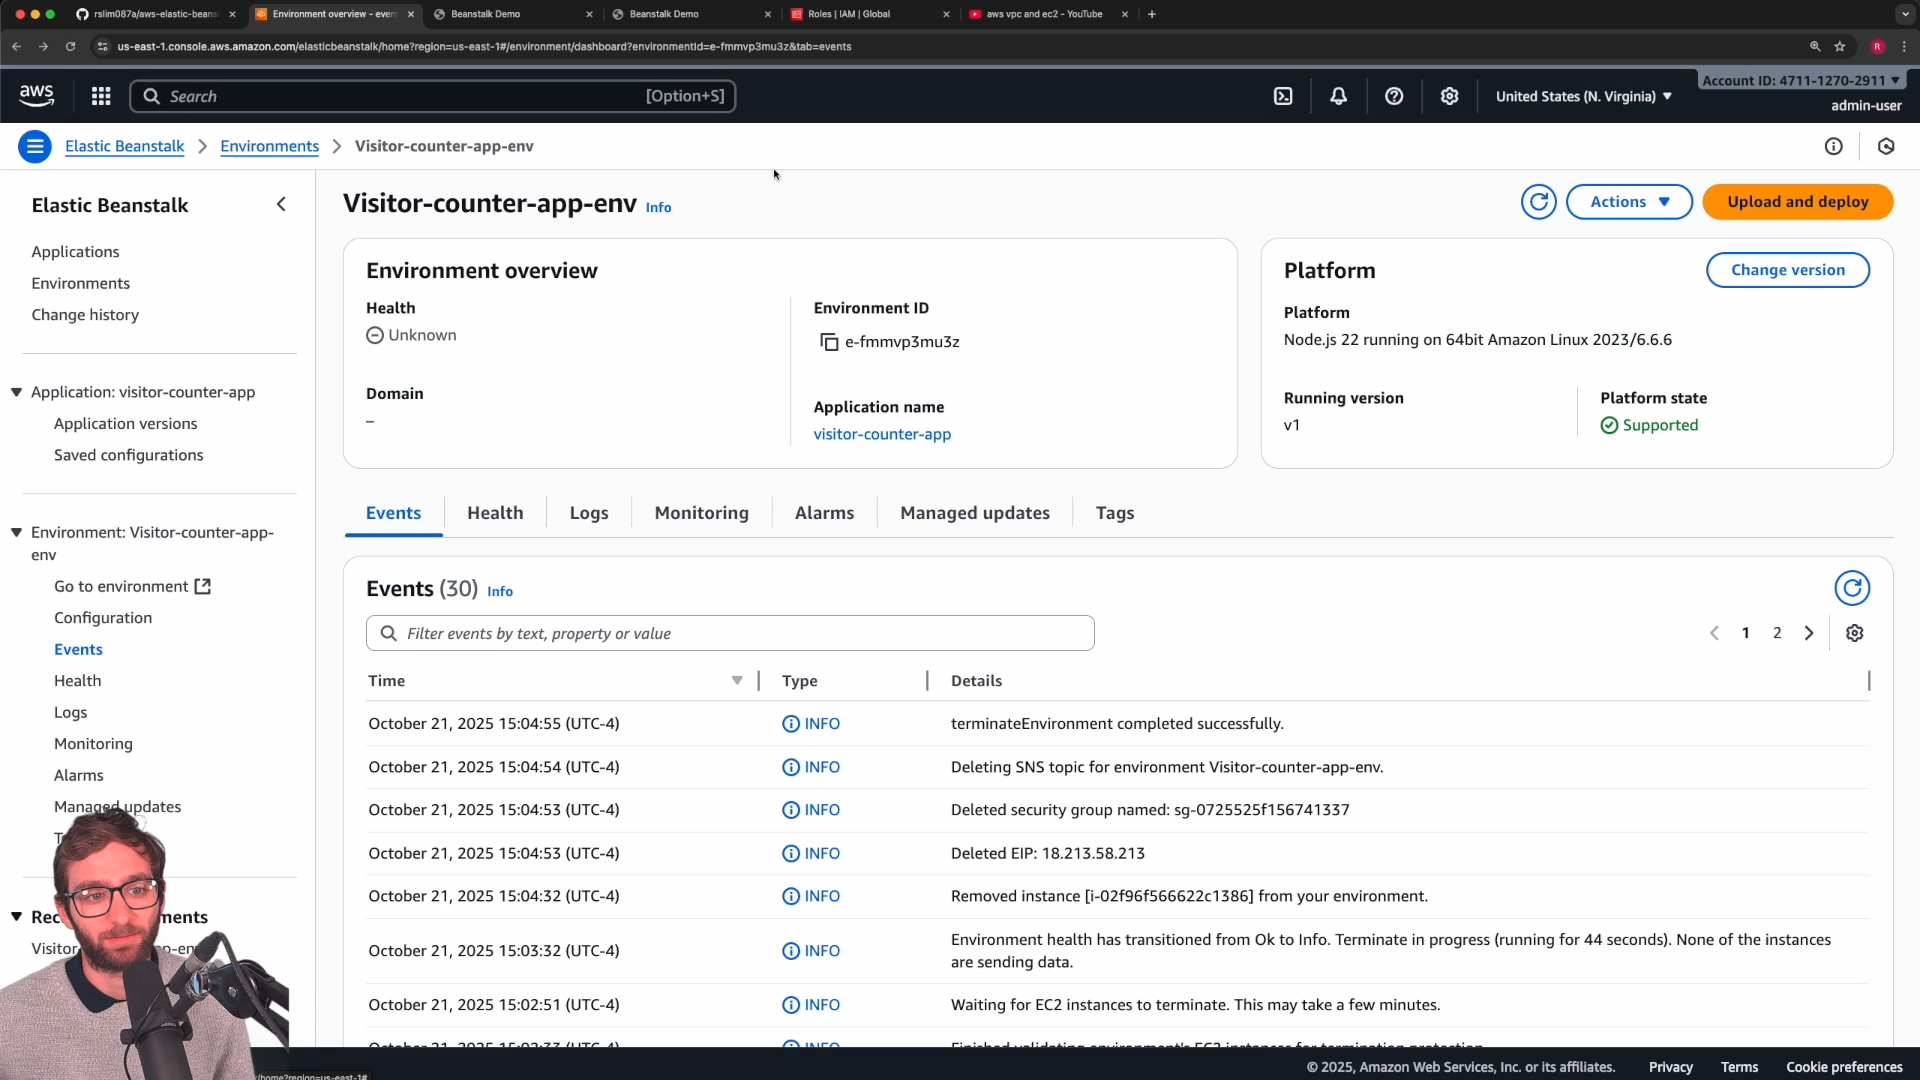 rslim087a/aws-elastic-beans
Environment overview - even
Beanstalk Demo
Beanstalk Demo
Roles | IAM | Global
aws vpc and ec2 - YouTube
us-east-1.console.aws.amazon.com/elasticbeanstalk/home?region=us-east-1#/environment/dashboard?environmentId=e-fmmvp3mu3z&tab=events
R
aws
Search
[Option+S]
United States (N. Virginia)
Account ID: 4711-1270-2911
admin-user
Elastic Beanstalk
Environments
Visitor-counter-app-env
Elastic Beanstalk
Applications
Environments
Change history
Application: visitor-counter-app
Application versions
Saved configurations
Environment: Visitor-counter-app-
env
Go to environment
Configuration
Events
Health
Logs
Monitoring
Alarms
Managed updates
Visitor-counter-app-env Info
Actions
Upload and deploy
Environment overview
Health
Unknown
Domain
–
Environment ID
e-fmmvp3mu3z
Application name
visitor-counter-app
Platform
Change version
Platform
Node.js 22 running on 64bit Amazon Linux 2023/6.6.6
Running version
v1
Platform state
Supported
Events
Health
Logs
Monitoring
Alarms
Managed updates
Tags
Events (30) Info
Filter events by text, property or value
1
2
Time
Type
Details
October 21, 2025 15:04:55 (UTC-4) INFO terminateEnvironment completed successfully.
October 21, 2025 15:04:54 (UTC-4) INFO Deleting SNS topic for environment Visitor-counter-app-env.
October 21, 2025 15:04:53 (UTC-4) INFO Deleted security group named: sg-0725525f156741337
October 21, 2025 15:04:53 (UTC-4) INFO Deleted EIP: 18.213.58.213
October 21, 2025 15:04:32 (UTC-4) INFO Removed instance [i-02f96f566622c1386] from your environment.
October 21, 2025 15:03:32 (UTC-4) INFO Environment health has transitioned from Ok to Info. Terminate in progress (running for 44 seconds). None of the instances
are sending data.
October 21, 2025 15:02:51 (UTC-4) INFO Waiting for EC2 instances to terminate. This may take a few minutes.
© 2025, Amazon Web Services, Inc. or its affiliates.
Privacy
Terms
Cookie preferences